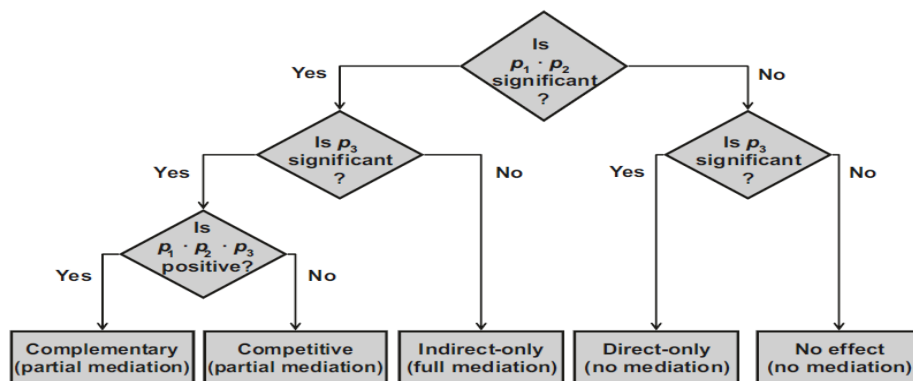 Is
p₁ · p₂
significant
?
Yes
No
Is p₃
significant
?
Is p₃
significant
?
Yes
No
Yes
No
Is
p₁ · p₂ · p₃
positive?
Yes
No
Complementary
(partial mediation)
Competitive
(partial mediation)
Indirect-only
(full mediation)
Direct-only
(no mediation)
No effect
(no mediation)